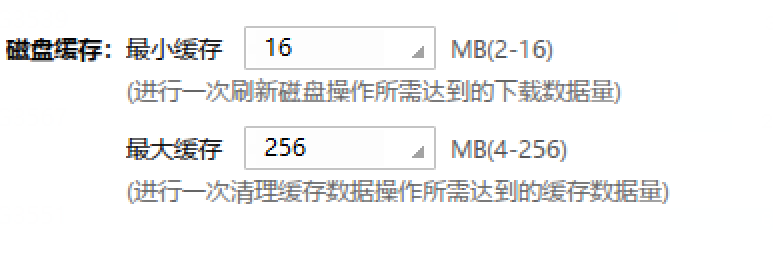 磁盘缓存：最小缓存 16 MB(2-16)
(进行一次刷新磁盘操作所需达到的下载数据量)
最大缓存 256 MB(4-256)
(进行一次清理缓存数据操作所需达到的缓存数据量)